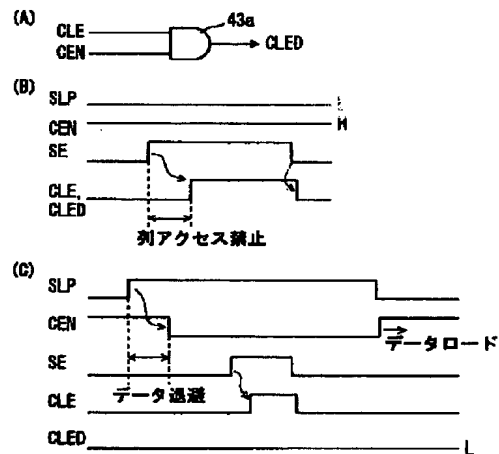 (A)
43a
CLE
CEN
CLED
(B)
SLP
L
CEN
H
SE
CLE,
CLED
列アクセス禁止
(C)
SLP
CEN
データロード
SE
データ退避
CLE
CLED
L